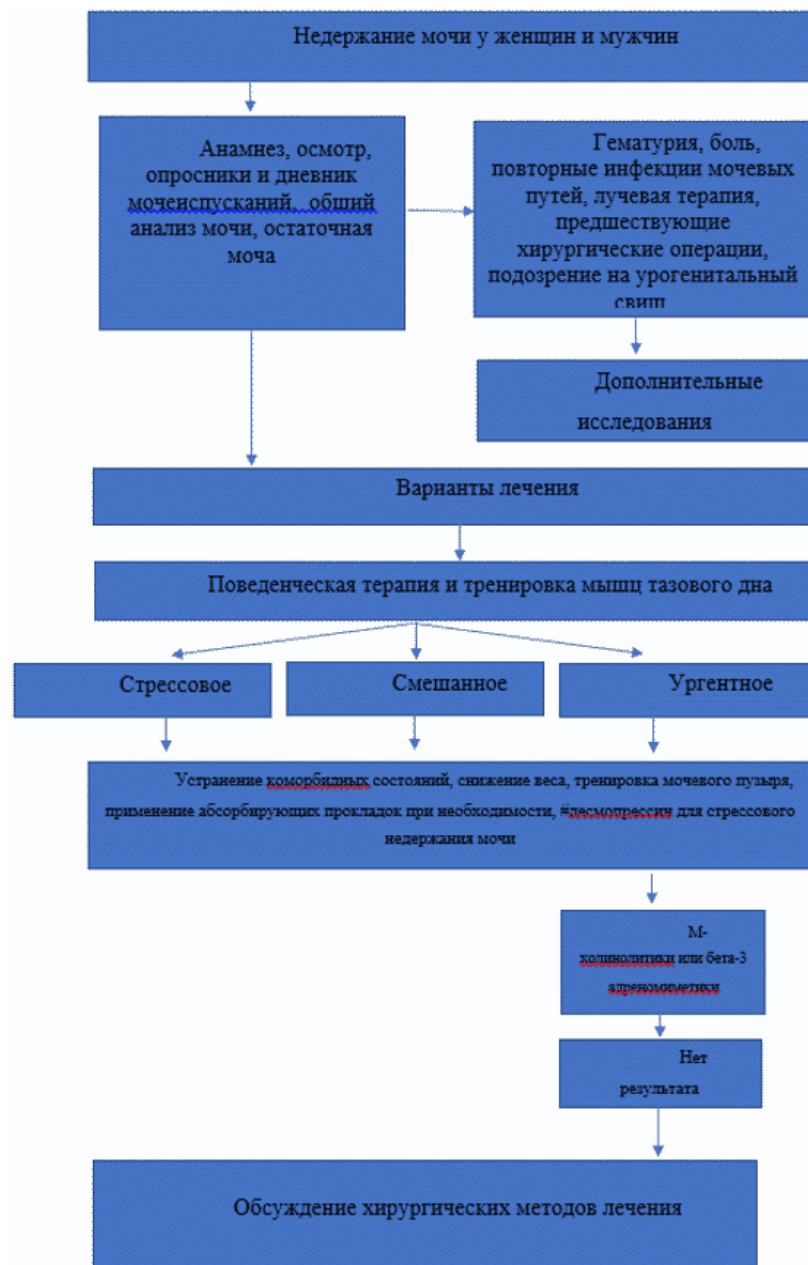 Недержание мочи у женщин и мужчин
Анамнез, осмотр,
опросники и дневник
мочеиспусканий, общий
анализ мочи, остаточная
моча
Гематурия, боль,
повторные инфекции мочевых
путей, лучевая терапия,
предшествующие
хирургические операции,
подозрение на урогенитальный
свищ
Дополнительные
исследования
Варианты лечения
Поведенческая терапия и тренировка мышц тазового дна
Стрессовое
Смешанное
Ургентное
Устранение коморбидных состояний, снижение веса, тренировка мочевого пузыря,
применение абсорбирующих прокладок при необходимости, #десмопрессин для стрессового
недержания мочи
М-
холинолитики или бета-3
адреномиметики
Нет
результата
Обсуждение хирургических методов лечения